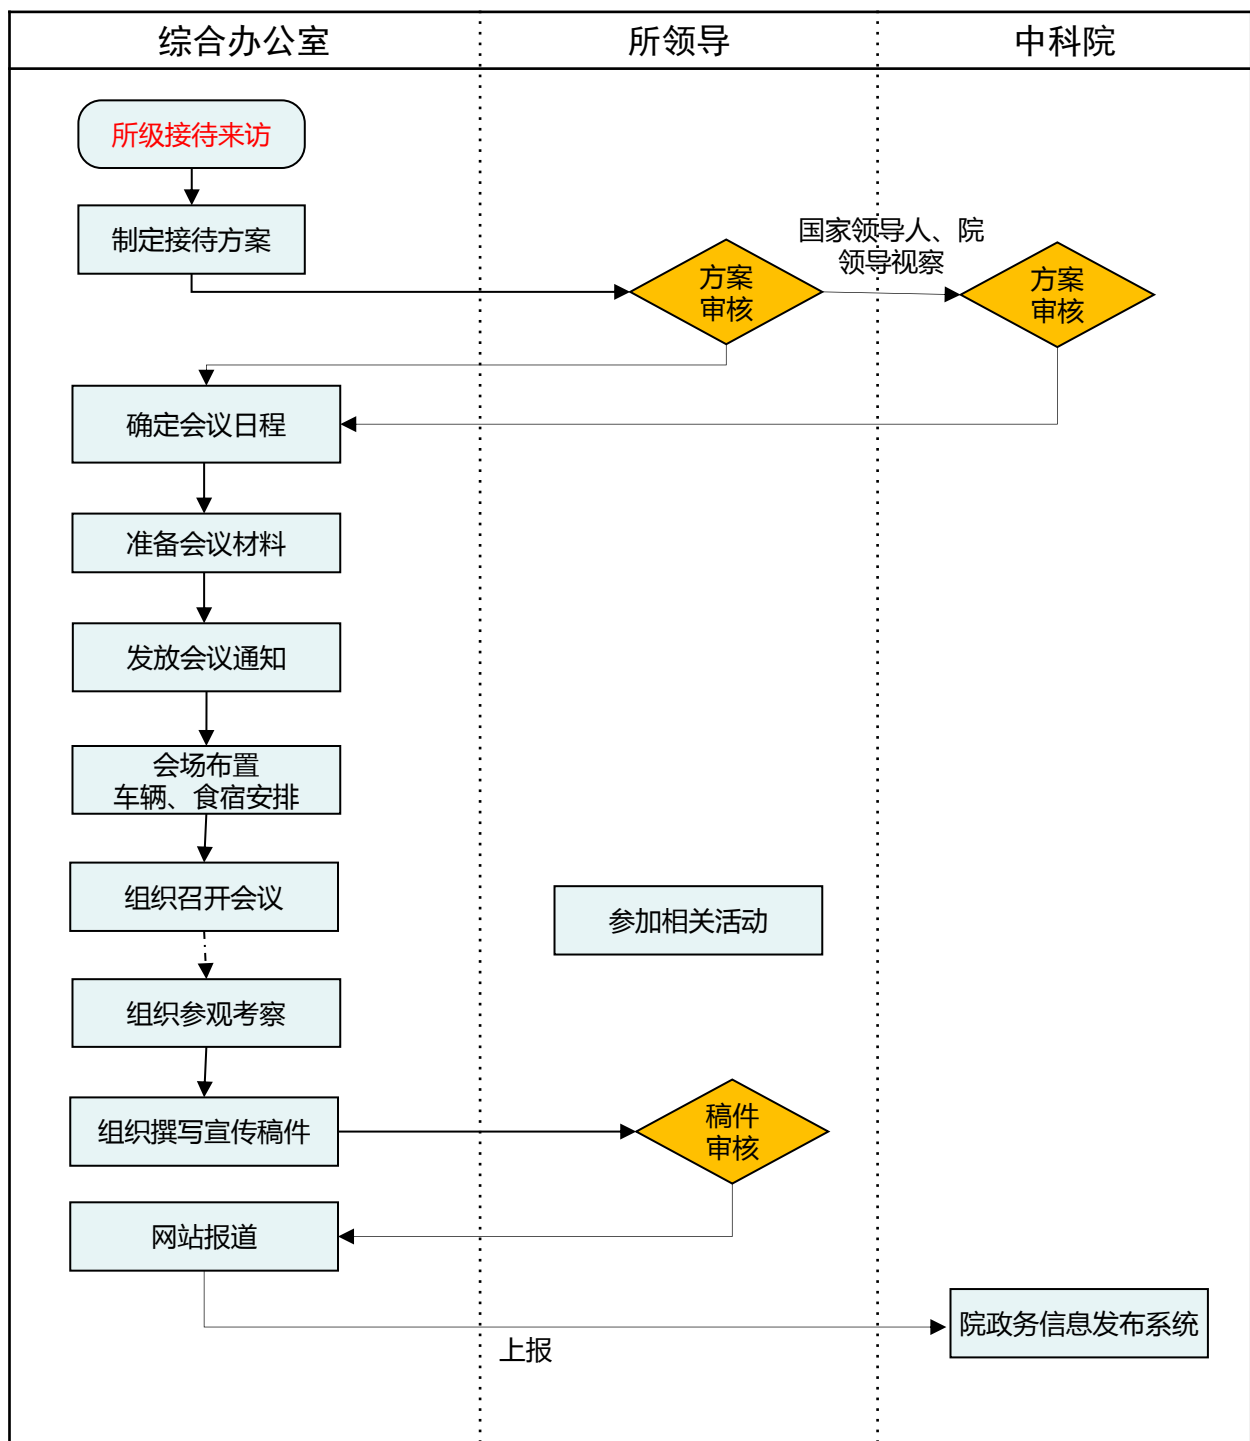 综合办公室
所领导
中科院
所级接待来访
制定接待方案
国家领导人、院
领导视察
方案
审核
方案
审核
确定会议日程
准备会议材料
发放会议通知
会场布置
车辆、食宿安排
组织召开会议
参加相关活动
组织参观考察
组织撰写宣传稿件
稿件
审核
网站报道
院政务信息发布系统
上报